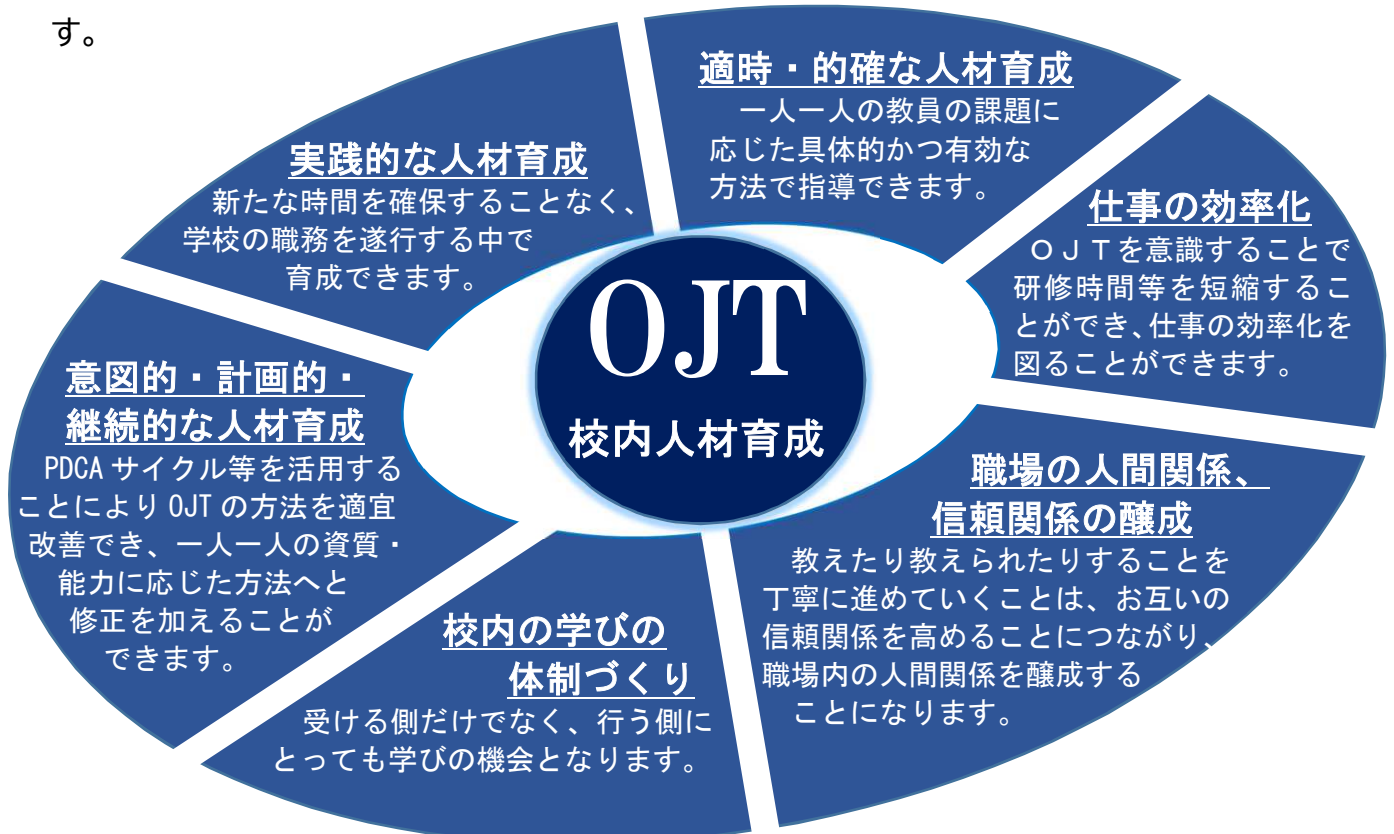 す。
適時・的確な人材育成
一人一人の教員の課題に
応じた具体的かつ有効な
方法で指導できます。
実践的な人材育成
新たな時間を確保することなく、
学校の職務を遂行する中で
育成できます。
仕事の効率化
ＯＪＴを意識することで
研修時間等を短縮するこ
とができ、仕事の効率化を
図ることができます。
OJT
校内人材育成
意図的・計画的・
継続的な人材育成
PDCA サイクル等を活用する
ことにより OJT の方法を適宜
改善でき、一人一人の資質・
能力に応じた方法へと
修正を加えることが
できます。
職場の人間関係、
信頼関係の醸成
教えたり教えられたりすることを
丁寧に進めていくことは、お互いの
信頼関係を高めることにつながり、
職場内の人間関係を醸成する
ことになります。
校内の学びの
体制づくり
受ける側だけでなく、行う側に
とっても学びの機会となります。